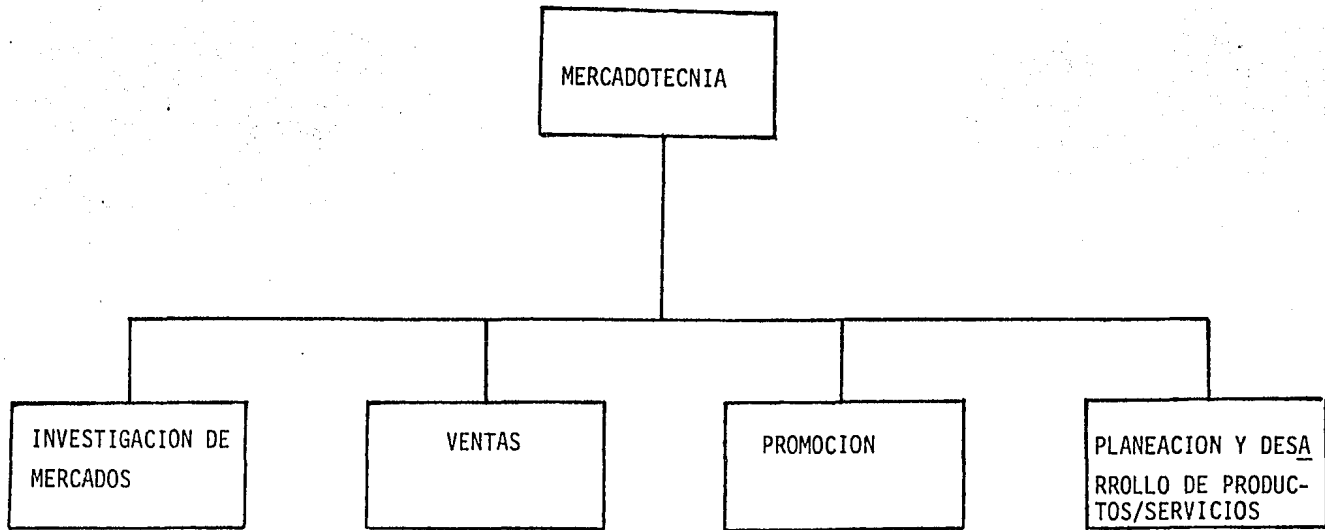 MERCADOTECNIA
INVESTIGACION DE
MERCADOS
VENTAS
PROMOCION
PLANEACION Y DESA
RROLLO DE PRODUC-
TOS/SERVICIOS